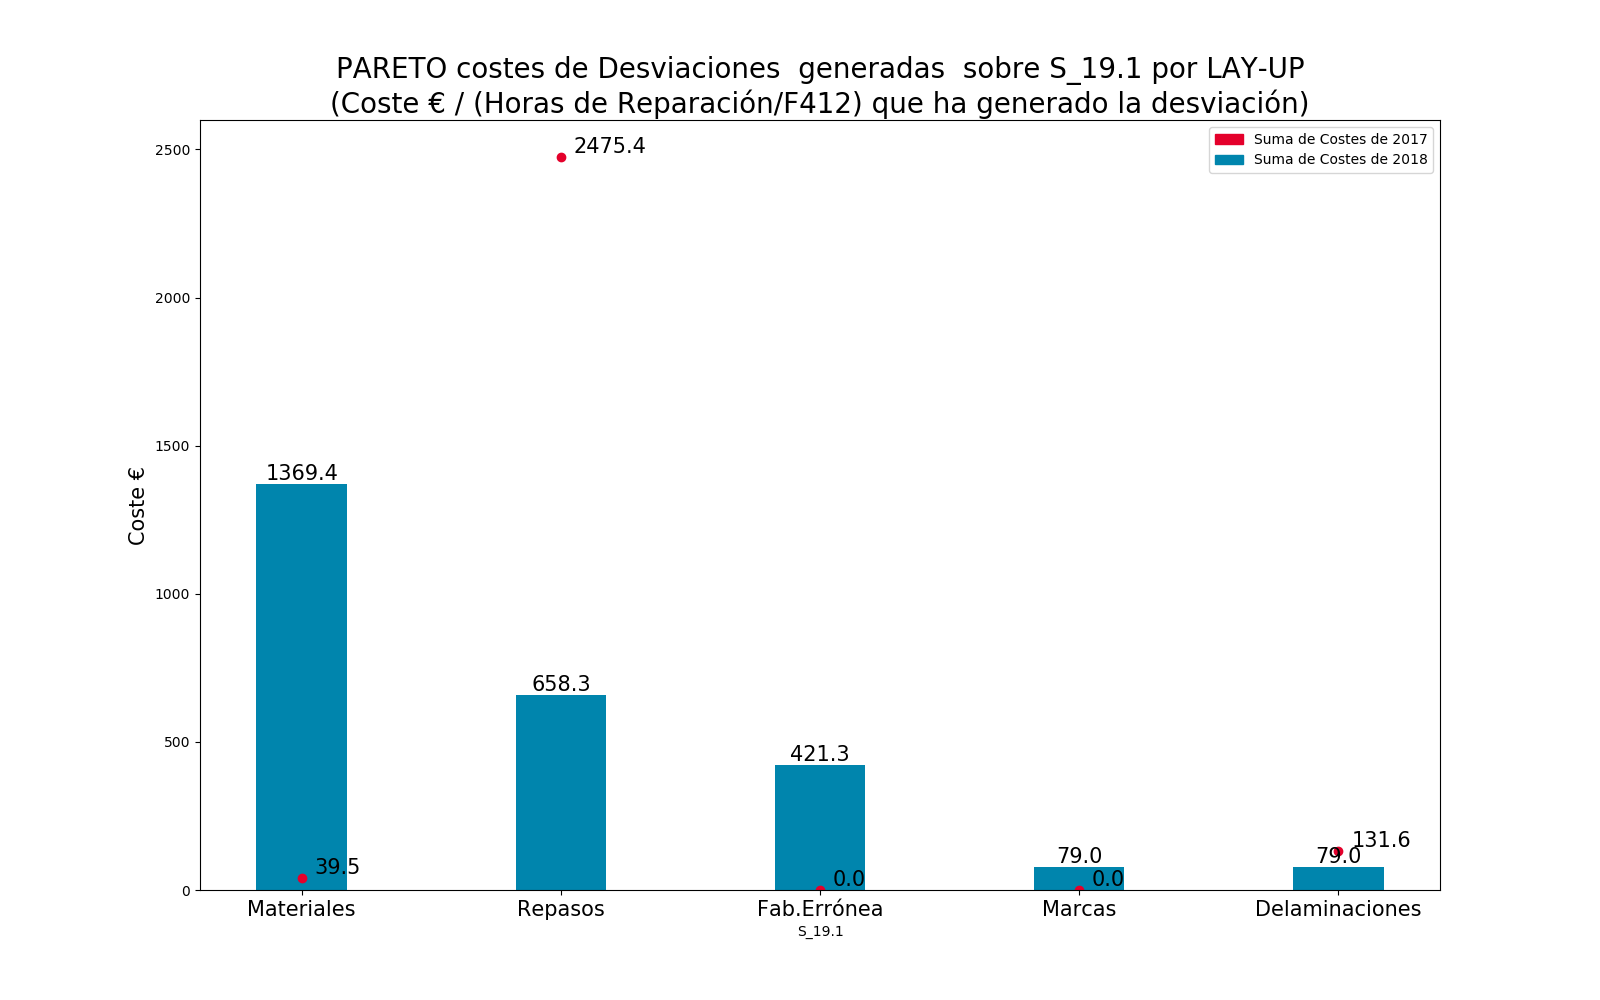 PARETO costes de Desviaciones  generadas  sobre S_19.1 por LAY-UP
(Coste € / (Horas de Reparación/F412) que ha generado la desviación)
Suma de Costes de 2017
Suma de Costes de 2018
2500
2000
1500
1000
500
0
Coste €
2475.4
1369.4
658.3
421.3
79.0
79.0
131.6
39.5
0.0
0.0
Materiales
Repasos
Fab.Errónea
Marcas
Delaminaciones
S_19.1